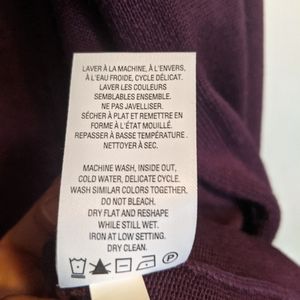 LAVER À LA MACHINE, À L'ENVERS,
À L'EAU FROIDE, CYCLE DÉLICAT.
LAVER LES COULEURS
SEMBLABLES ENSEMBLE.
NE PAS JAVELLISER.
SÉCHER À PLAT ET REMETTRE EN
FORME À L'ÉTAT MOUILLÉ.
REPASSER À BASSE TEMPÉRATURE.
NETTOYER À SEC.
MACHINE WASH, INSIDE OUT,
COLD WATER, DELICATE CYCLE.
WASH SIMILAR COLORS TOGETHER.
DO NOT BLEACH.
DRY FLAT AND RESHAPE
WHILE STILL WET.
IRON AT LOW SETTING.
DRY CLEAN.